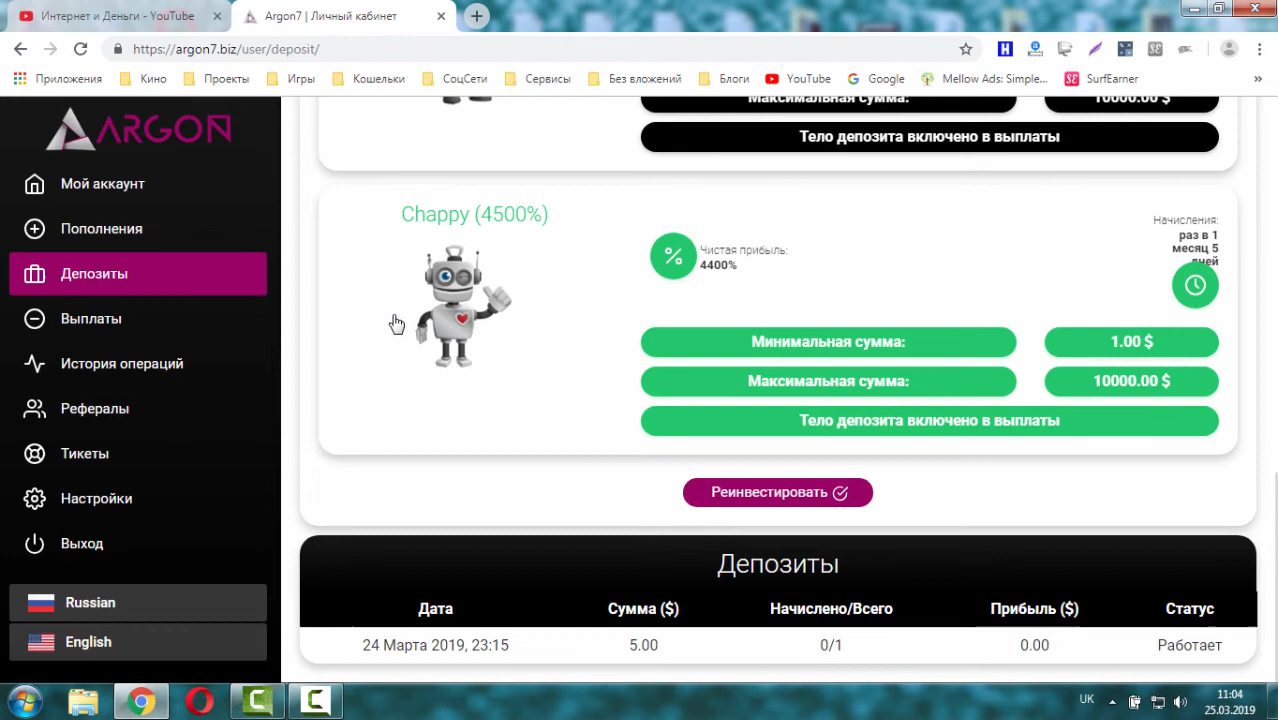 Интернет и Деньги - YouTube
Argon7 | Личный кабинет
https://argon7.biz/user/deposit/
Приложения
Кино
Проекты
Игры
Кошельки
СоцСети
Сервисы
Без вложений
Блоги
YouTube
Google
Mellow Ads: Simple...
SurfEarner
ARGON
Мой аккаунт
Пополнения
Депозиты
Выплаты
История операций
Рефералы
Тикеты
Настройки
Выход
Russian
English
Максимальная сумма:
10000.00 $
Тело депозита включено в выплаты
Chappy (4500%)
Чистая прибыль:
4400%
Начисления:
раз в 1
месяц 5
дней
Минимальная сумма:
1.00 $
Максимальная сумма:
10000.00 $
Тело депозита включено в выплаты
Реинвестировать
Депозиты
Дата Сумма ($) Начислено/Всего Прибыль ($) Статус
24 Марта 2019, 23:15 5.00 0/1 0.00 Работает
UK
11:04
25.03.2019